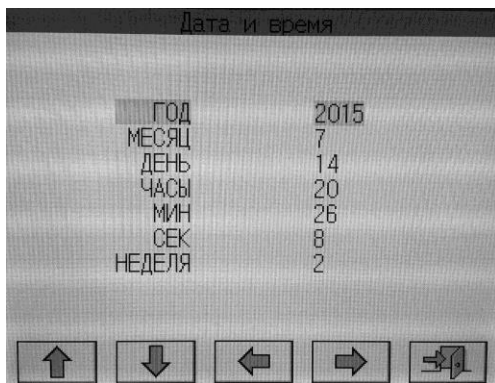 Дата и время
ГОД 2015
МЕСЯЦ 7
ДЕНЬ 14
ЧАСЫ 20
МИН 26
СЕК 8
НЕДЕЛЯ 2